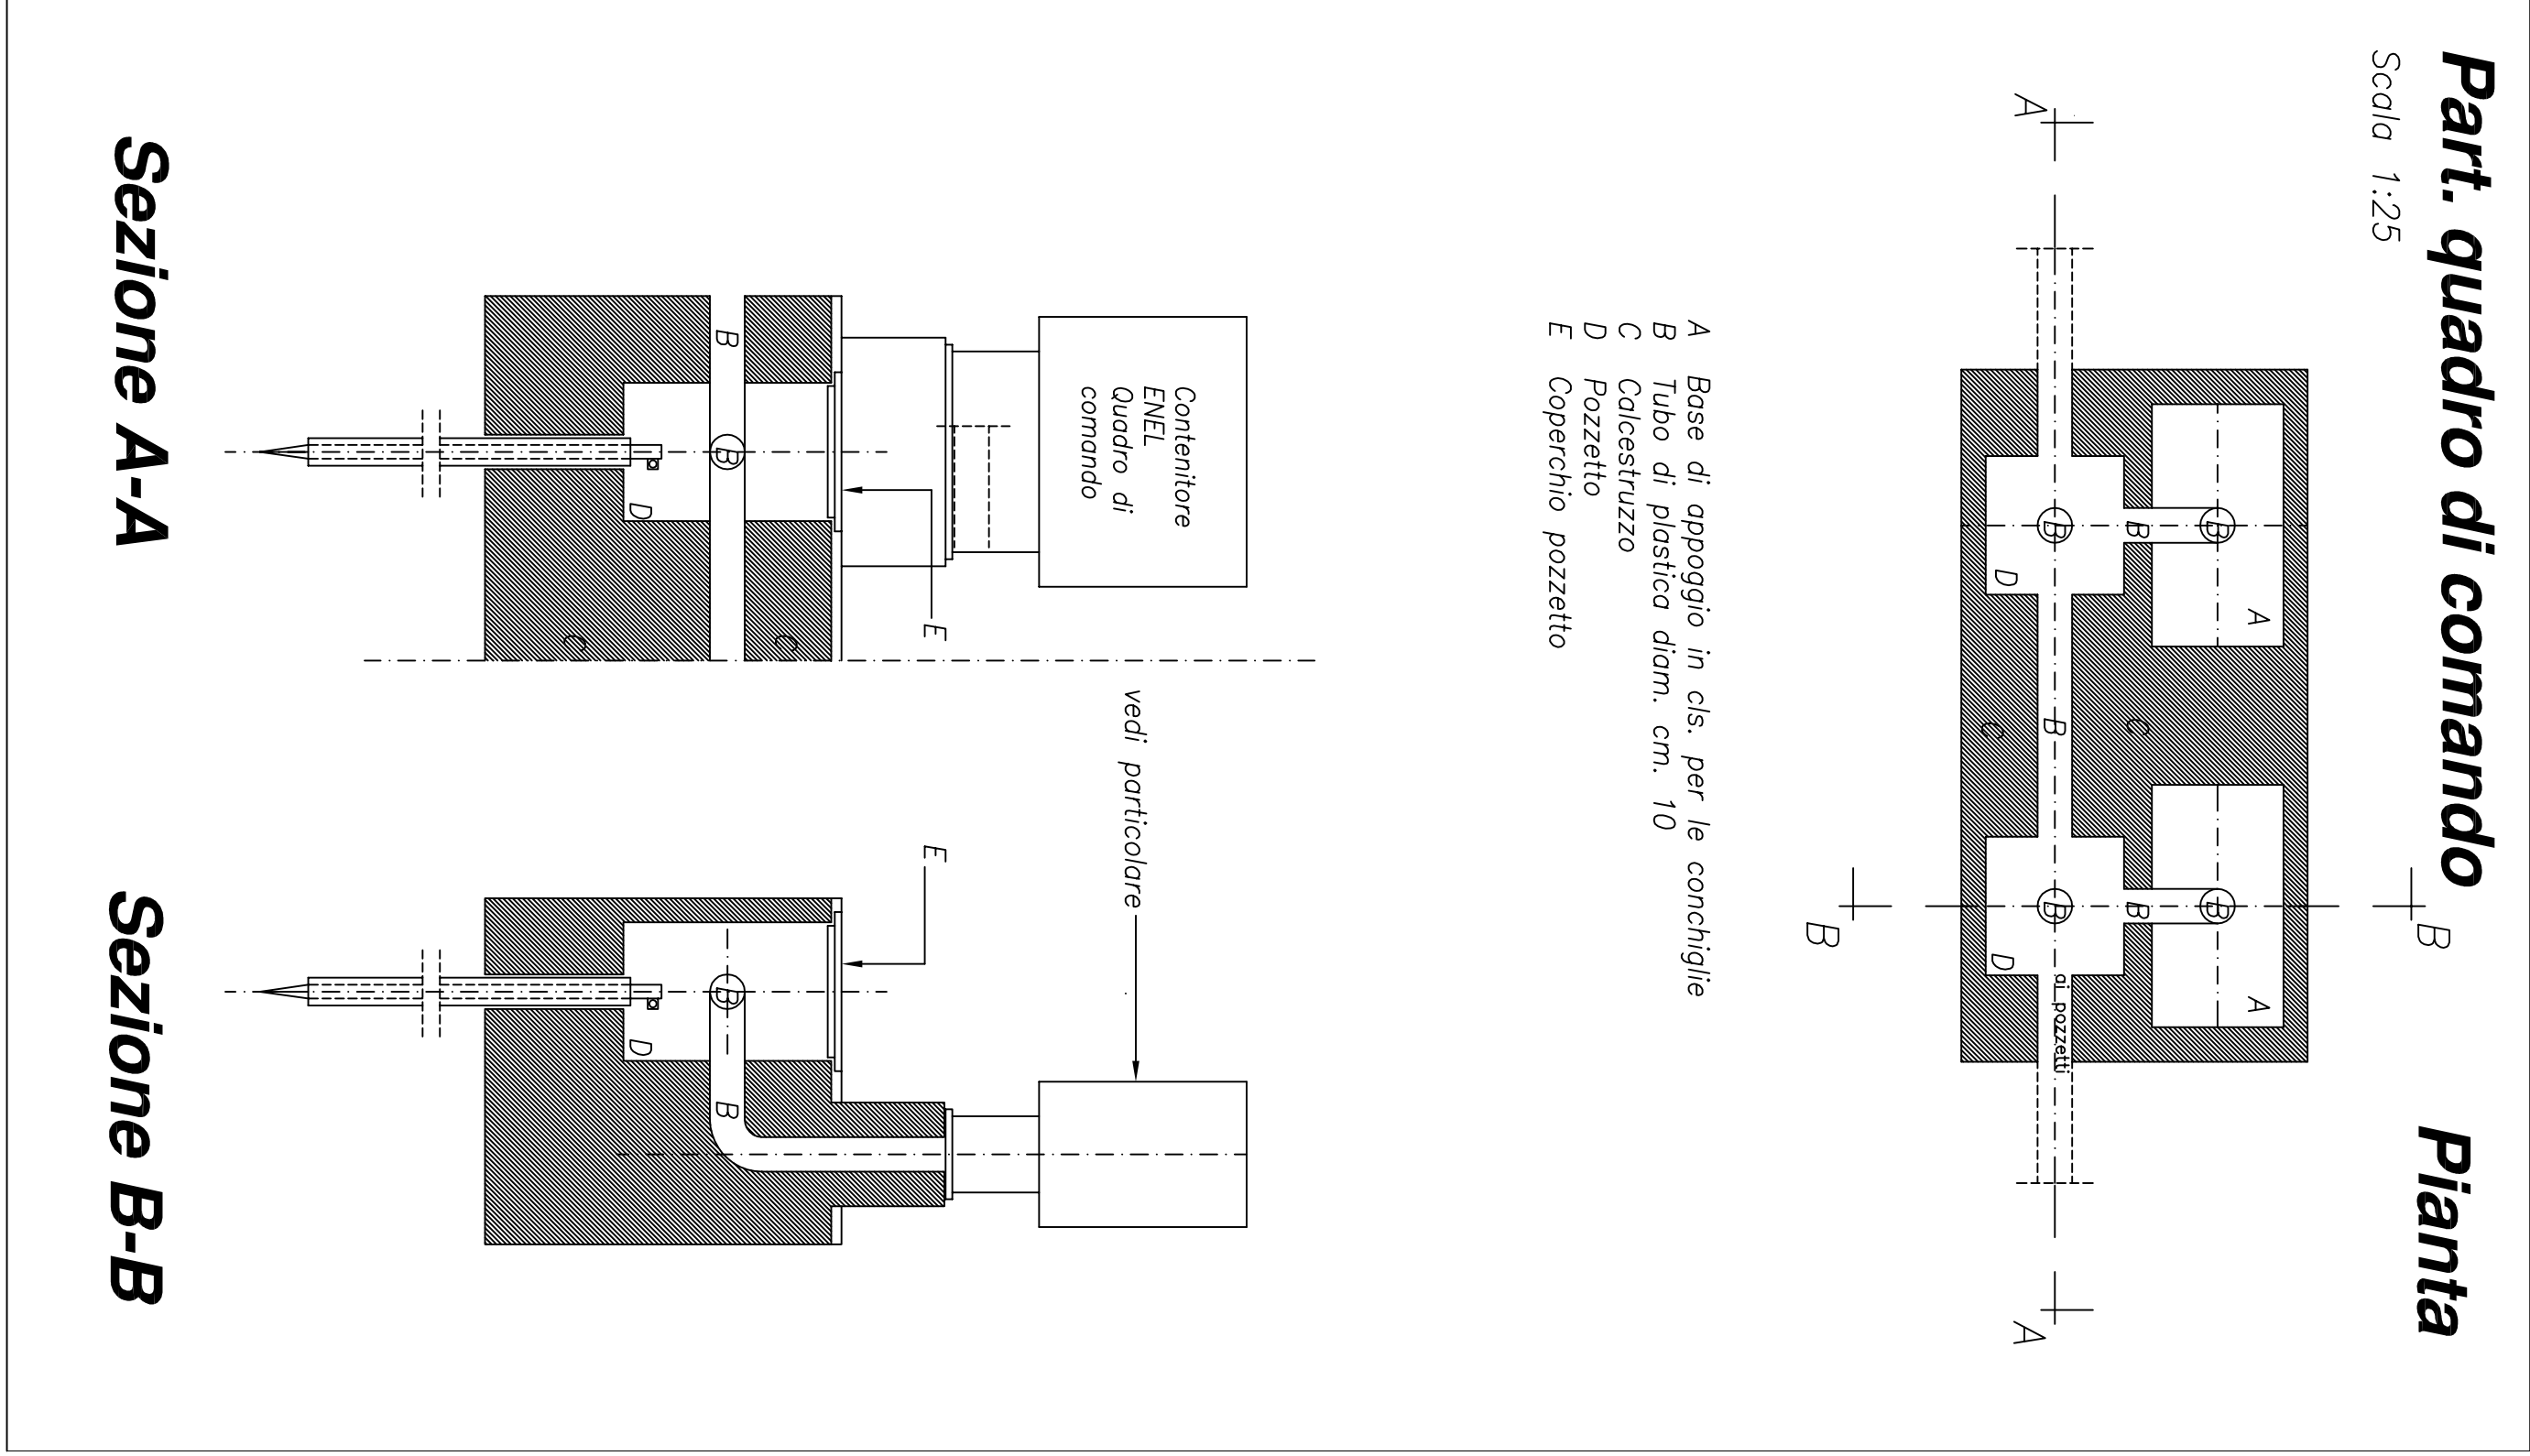 Part. quadro di comando
Pianta
Scala 1:25
B
A
A
B
B
B
B
B
A
B
B
B
di pozzetti
A
D
D
C
C
B
A Base di appoggio in cls. per le conchiglie
B Tubo di plastica diam. cm. 10
C Calcestruzzo
D Pozzetto
E Coperchio pozzetto
Contenitore
ENEL
Quadro di
comando
vedi particolare
E
E
B
B
C
B
B
D
C
D
Sezione A-A
Sezione B-B